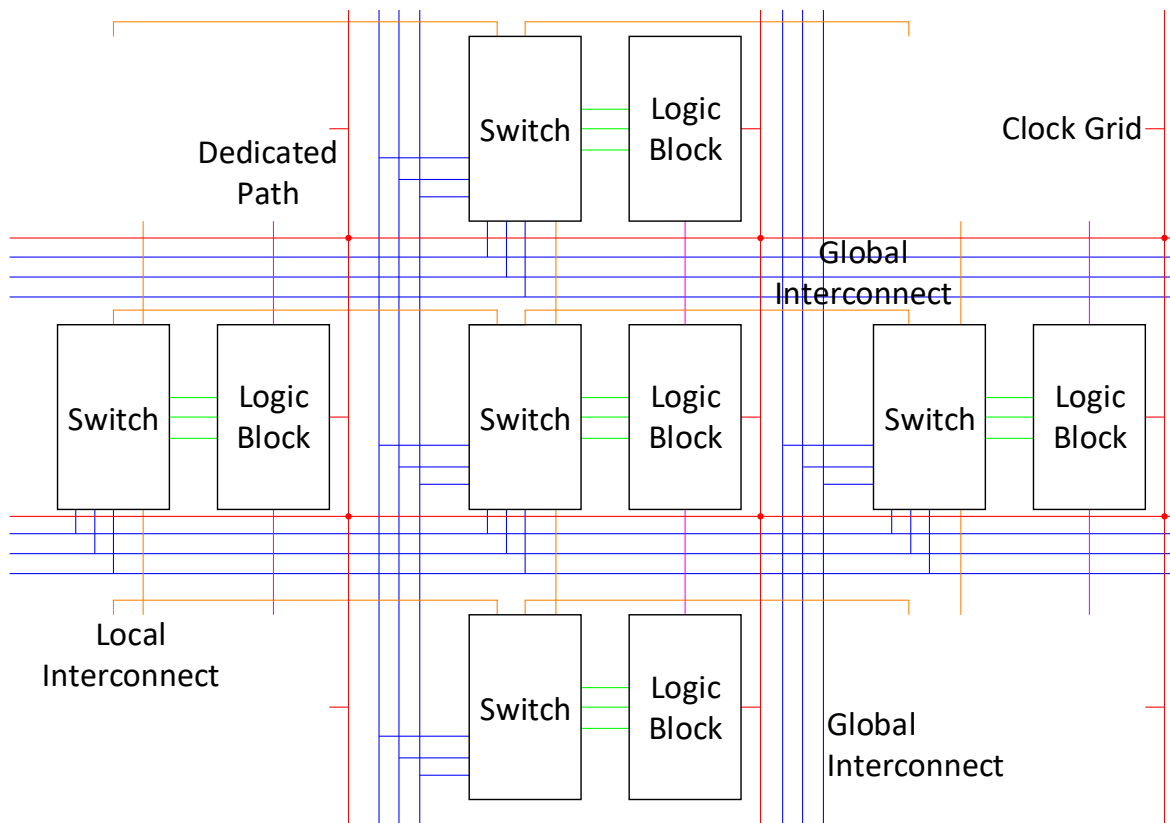 Switch
Logic
Block
Dedicated
Path
Clock Grid
Global
Interconnect
Switch
Logic
Block
Switch
Logic
Block
Switch
Logic
Block
Local
Interconnect
Switch
Logic
Block
Global
Interconnect